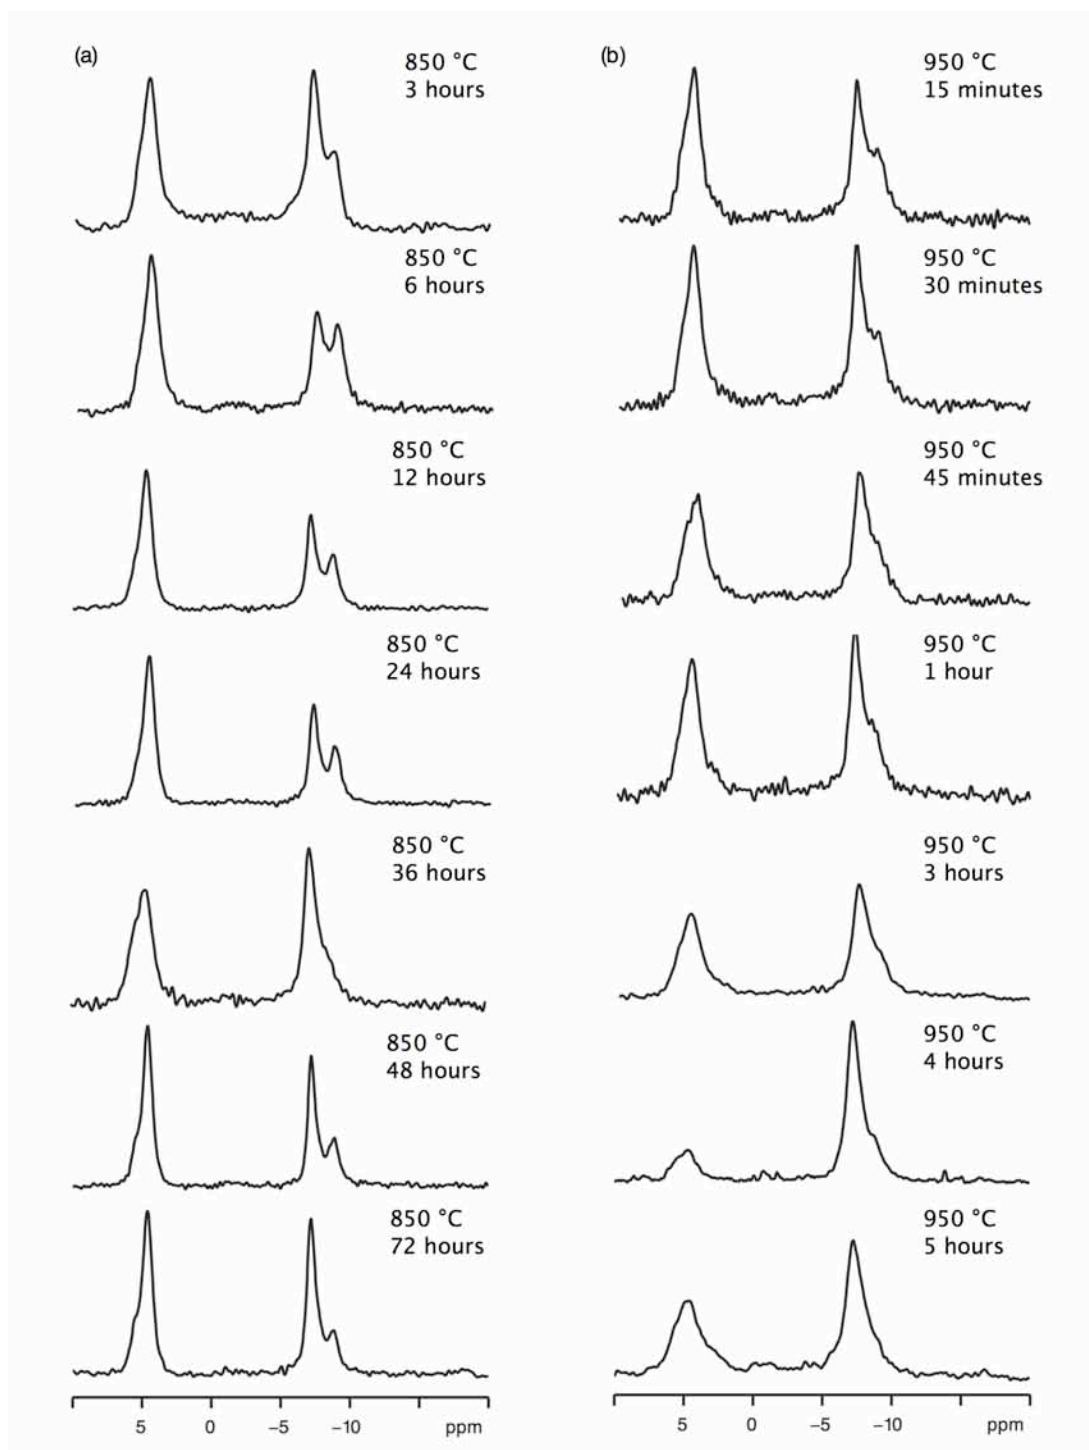 (a)
850 °C
3 hours
850 °C
6 hours
850 °C
12 hours
850 °C
24 hours
850 °C
36 hours
850 °C
48 hours
850 °C
72 hours
5 0 −5 −10 ppm
(b)
950 °C
15 minutes
950 °C
30 minutes
950 °C
45 minutes
950 °C
1 hour
950 °C
3 hours
950 °C
4 hours
950 °C
5 hours
5 0 −5 −10 ppm